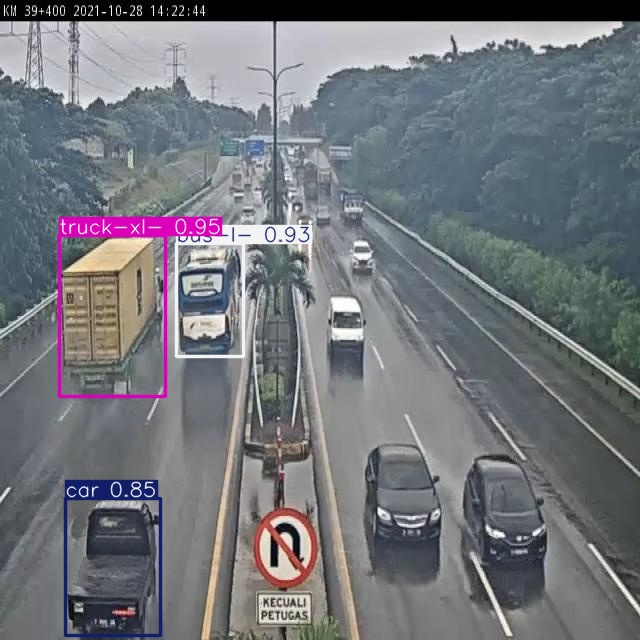 KM 39+400 2021-10-28 14:22:44
truck-xl- 0.95
bus-l- 0.93
car 0.85
KECUALI
PETUGAS